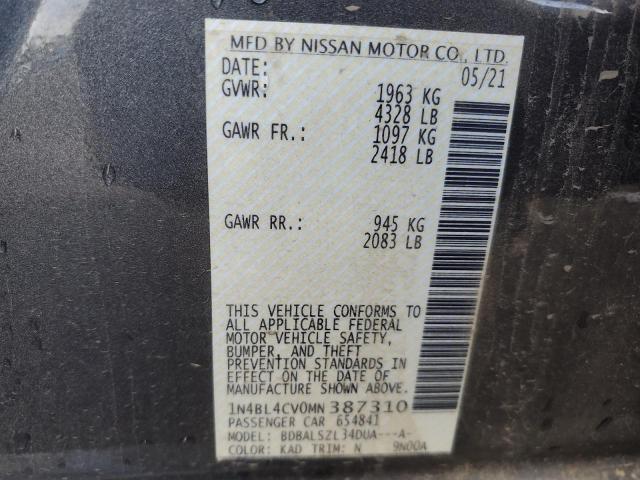 MFD BY NISSAN MOTOR CO., LTD.
DATE: 05/21
GVWR: 1963 KG
4328 LB
GAWR FR.: 1097 KG
2418 LB
GAWR RR.: 945 KG
2083 LB
THIS VEHICLE CONFORMS TO
ALL APPLICABLE FEDERAL
MOTOR VEHICLE SAFETY,
BUMPER, AND THEFT
PREVENTION STANDARDS IN
EFFECT ON THE DATE OF
MANUFACTURE SHOWN ABOVE.
1N4BL4CV0MN387310
PASSENGER CAR 654841
MODEL: BDBALSZL34DUA---A-
COLOR: KAD TRIM: N 9N00A